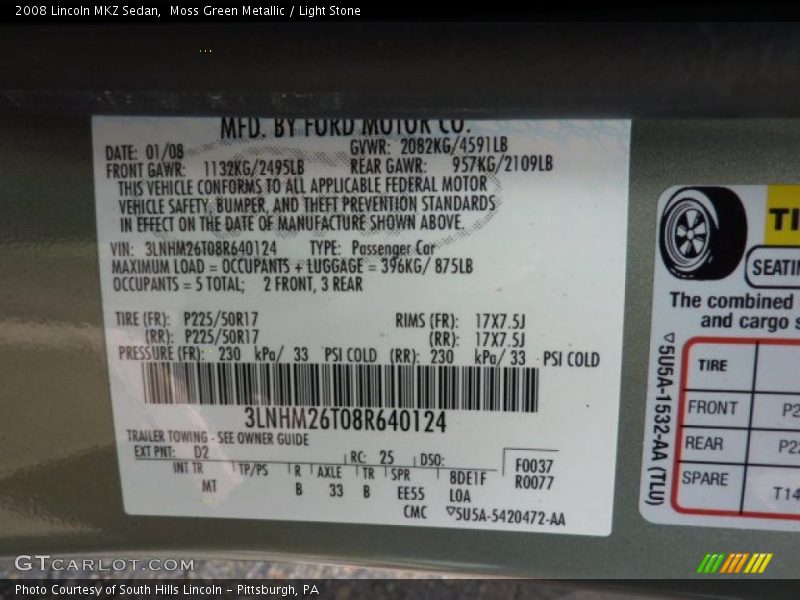 2008 Lincoln MKZ Sedan, Moss Green Metallic / Light Stone
MFD. BY FORD MOTOR CO.
DATE: 01/08 GVWR: 2082KG/4591LB
FRONT GAWR: 1132KG/2495LB REAR GAWR: 957KG/2109LB
THIS VEHICLE CONFORMS TO ALL APPLICABLE FEDERAL MOTOR
VEHICLE SAFETY, BUMPER, AND THEFT PREVENTION STANDARDS
IN EFFECT ON THE DATE OF MANUFACTURE SHOWN ABOVE.
VIN: 3LNHM26T08R640124 TYPE: Passenger Car
MAXIMUM LOAD = OCCUPANTS + LUGGAGE = 396KG/ 875LB
OCCUPANTS = 5 TOTAL; 2 FRONT, 3 REAR
TIRE (FR): P225/50R17 RIMS (FR): 17X7.5J
(RR): P225/50R17 (RR): 17X7.5J
PRESSURE (FR): 230 kPa/ 33 PSI COLD (RR): 230 kPa/ 33 PSI COLD
3LNHM26T08R640124
TRAILER TOWING - SEE OWNER GUIDE
EXT PNT: D2 RC: 25 DSO: F0037
INT TR TP/PS R AXLE TR SPR 8DE1F R0077
MT B 33 B EE55 LOA
CMC ▽5U5A-5420472-AA
TI
SEATIN
The combined
and cargo s
▽5U5A-1532-AA (TLU)
TIRE
FRONT P22
REAR P22
SPARE T14
GTCARLOT.COM
Photo Courtesy of South Hills Lincoln - Pittsburgh, PA